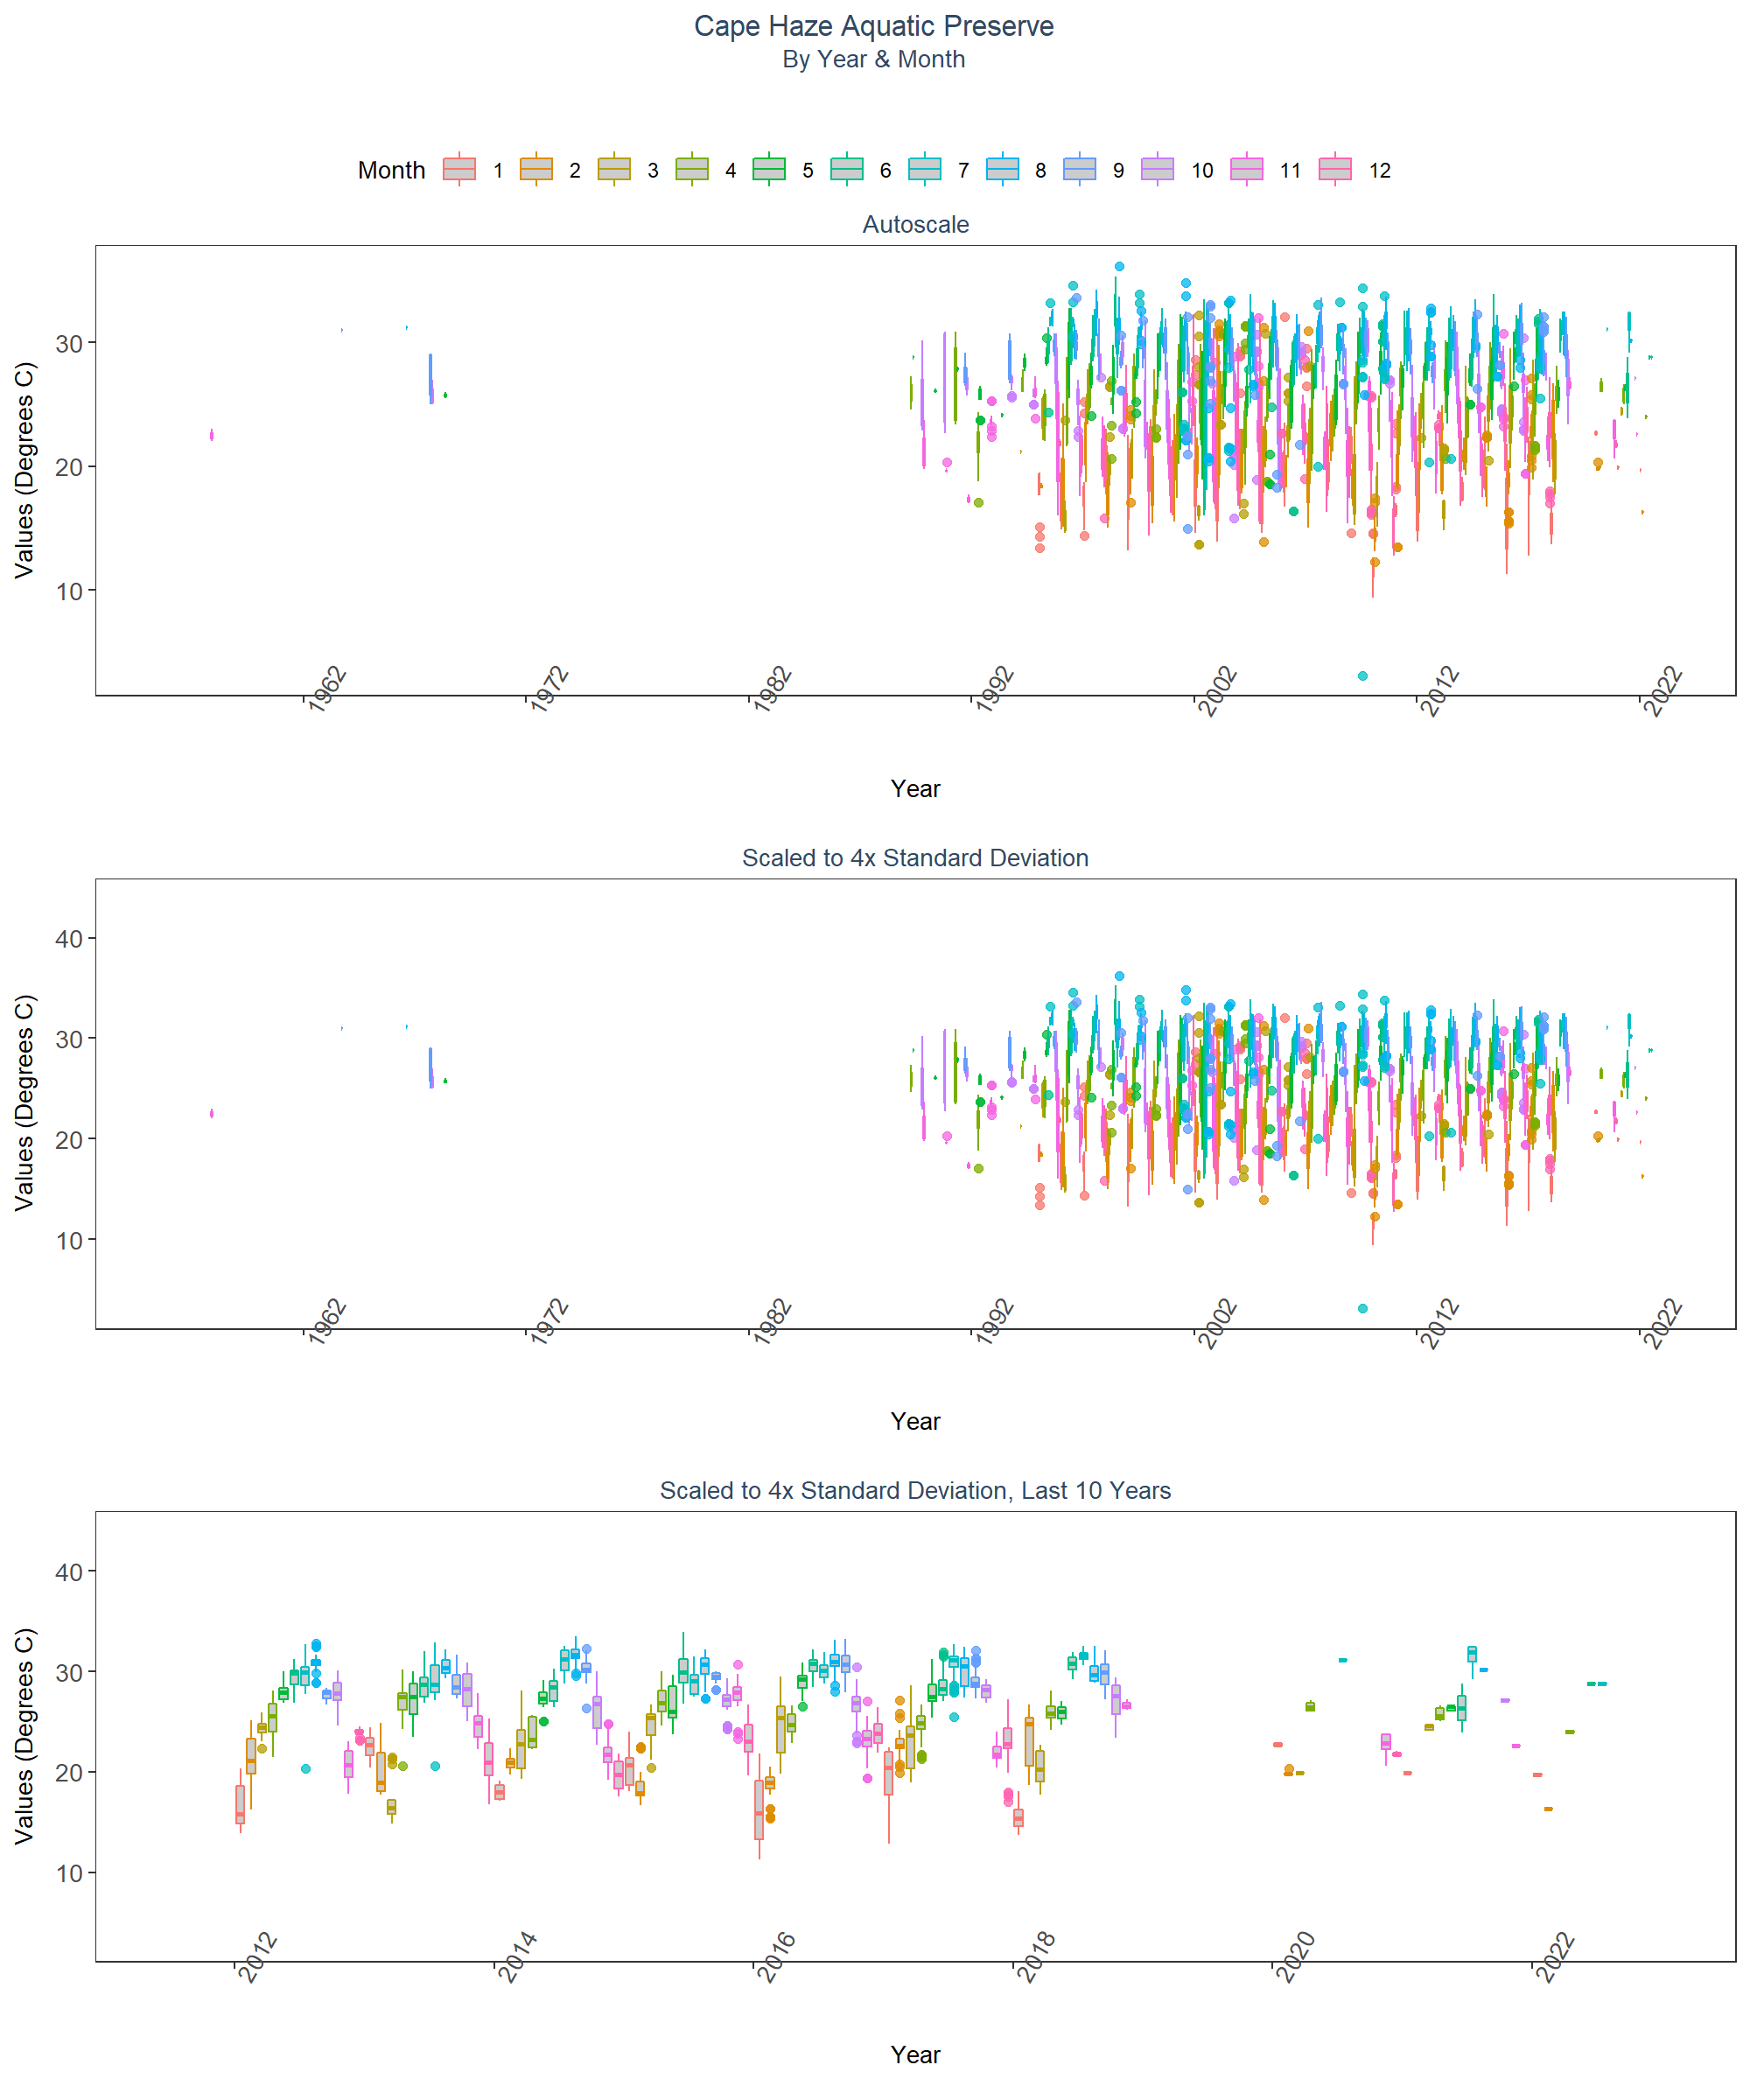 Cape Haze Aquatic Preserve
By Year & Month
Month 1 2 3 4 5 6 7 8 9 10 11 12
Autoscale
Values (Degrees C)
30
20
10
1962 1972 1982 1992 2002 2012 2022
Year
Scaled to 4x Standard Deviation
Values (Degrees C)
40
30
20
10
1962 1972 1982 1992 2002 2012 2022
Year
Scaled to 4x Standard Deviation, Last 10 Years
Values (Degrees C)
40
30
20
10
2012 2014 2016 2018 2020 2022
Year